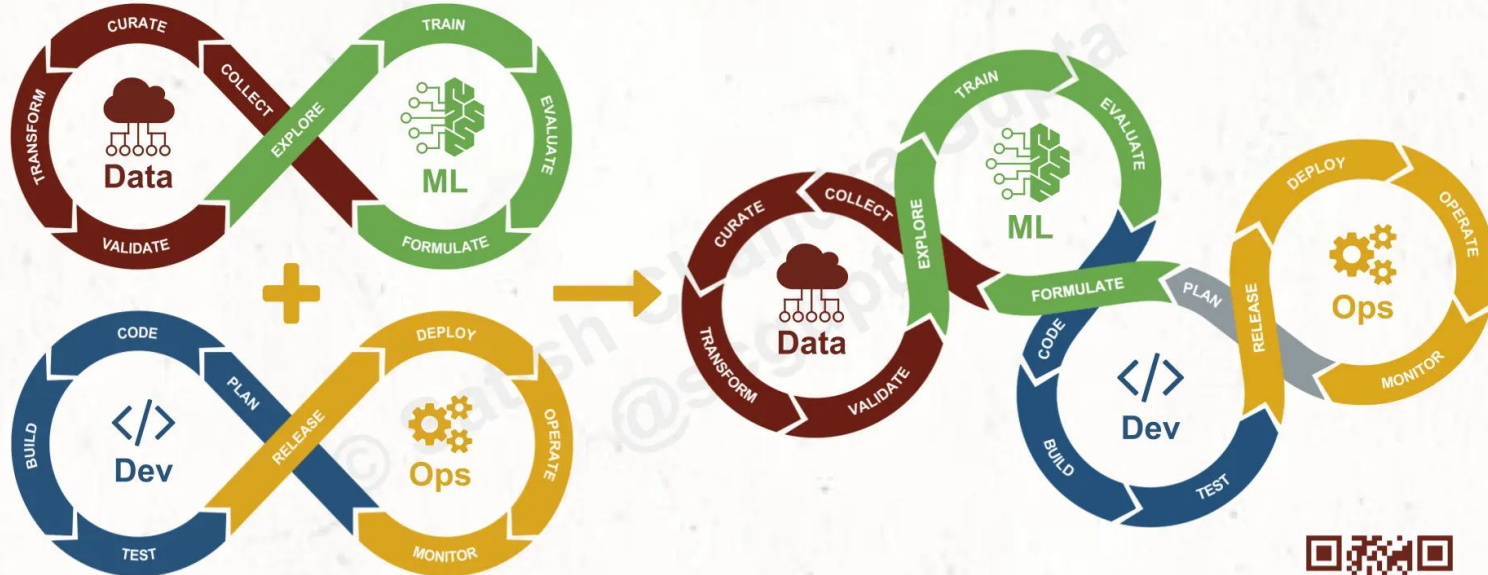 CURATE
COLLECT
TRANSFORM
Data
VALIDATE
EXPLORE
TRAIN
EVALUATE
ML
FORMULATE
CODE
PLAN
BUILD
Dev
TEST
RELEASE
DEPLOY
OPERATE
Ops
MONITOR
CURATE
COLLECT
TRANSFORM
Data
VALIDATE
EXPLORE
TRAIN
EVALUATE
ML
FORMULATE
PLAN
CODE
BUILD
Dev
TEST
RELEASE
DEPLOY
OPERATE
Ops
MONITOR